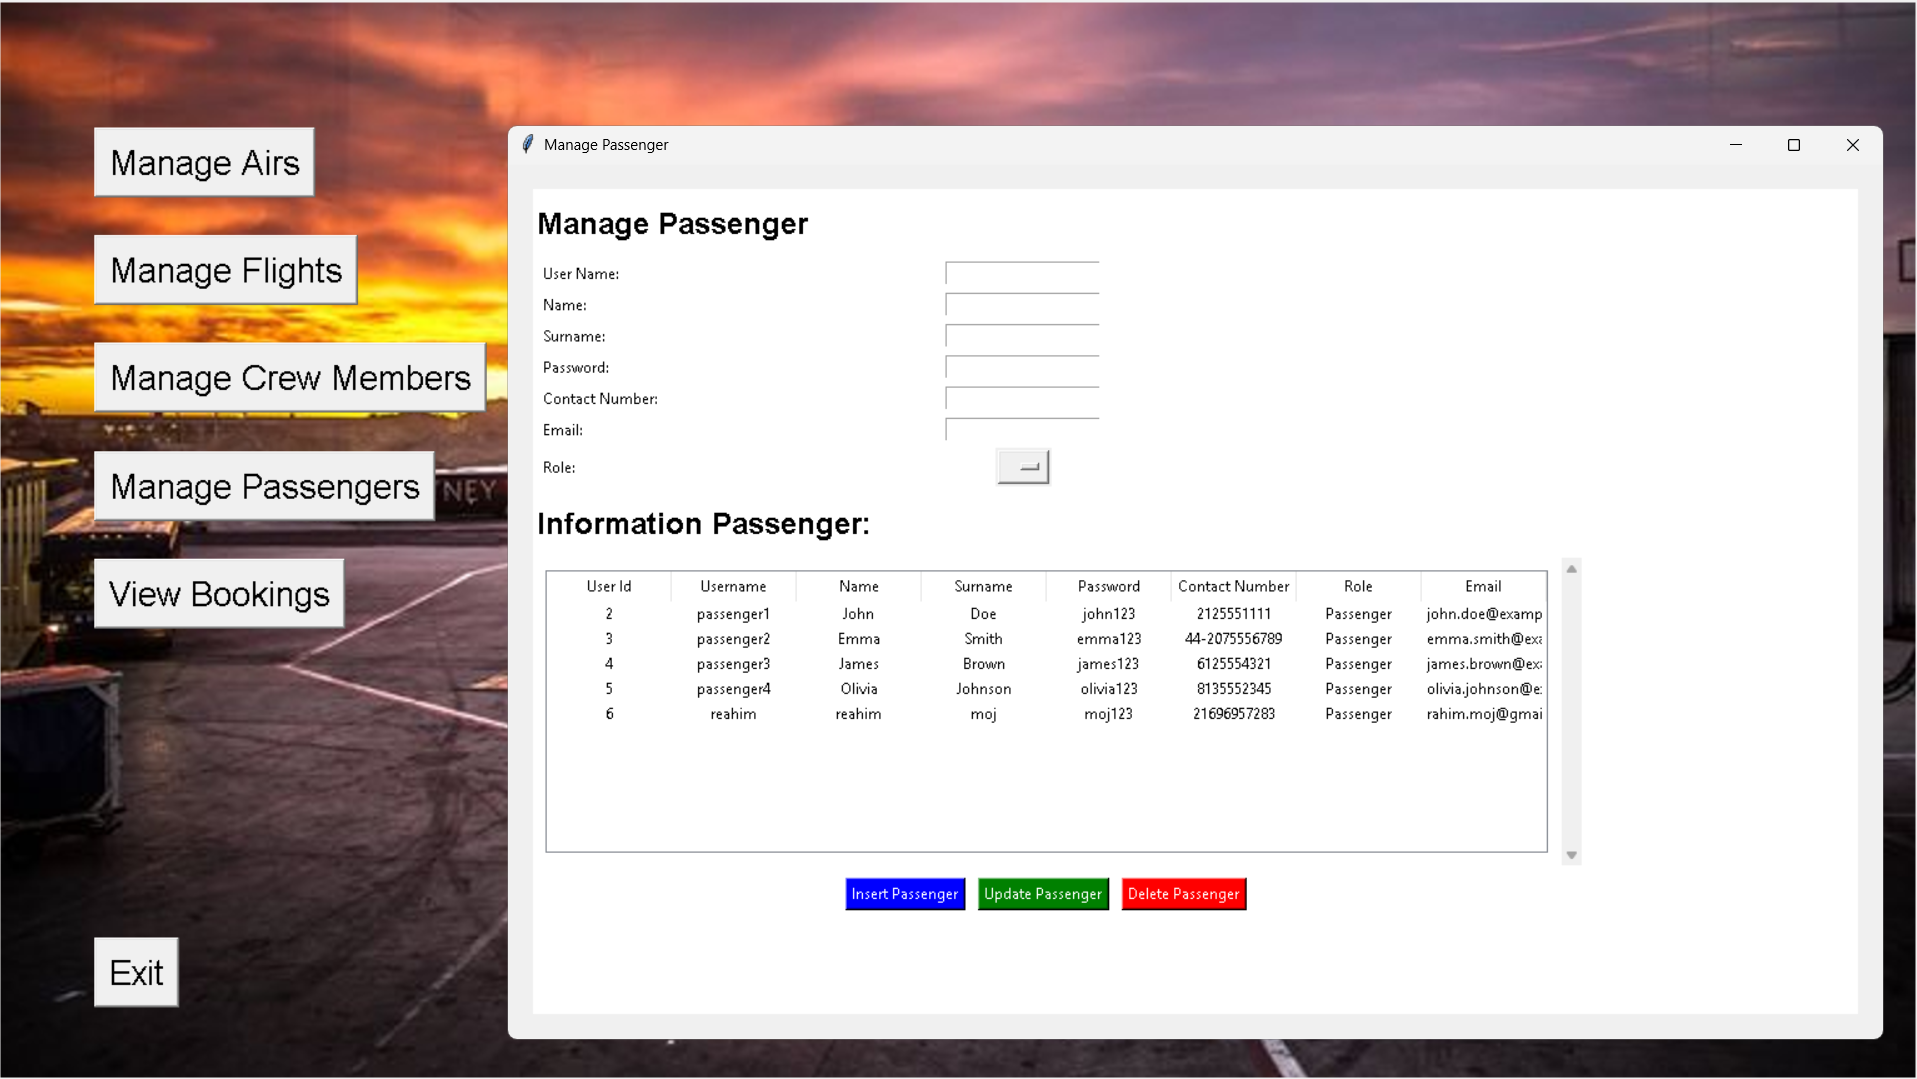 Manage Airs
Manage Flights
Manage Crew Members
Manage Passengers
NEY
View Bookings
Exit
Manage Passenger
Manage Passenger
User Name:
Name:
Surname:
Password:
Contact Number:
Email:
Role:
Information Passenger:
User Id Username Name Surname Password Contact Number Role Email
2 passenger1 John Doe john123 2125551111 Passenger john.doe@examp
3 passenger2 Emma Smith emma123 44-2075556789 Passenger emma.smith@exa
4 passenger3 James Brown james123 6125554321 Passenger james.brown@ex
5 passenger4 Olivia Johnson olivia123 8135552345 Passenger olivia.johnson@e
6 reahim reahim moj moj123 21696957283 Passenger rahim.moj@gmai
Insert Passenger Update Passenger Delete Passenger